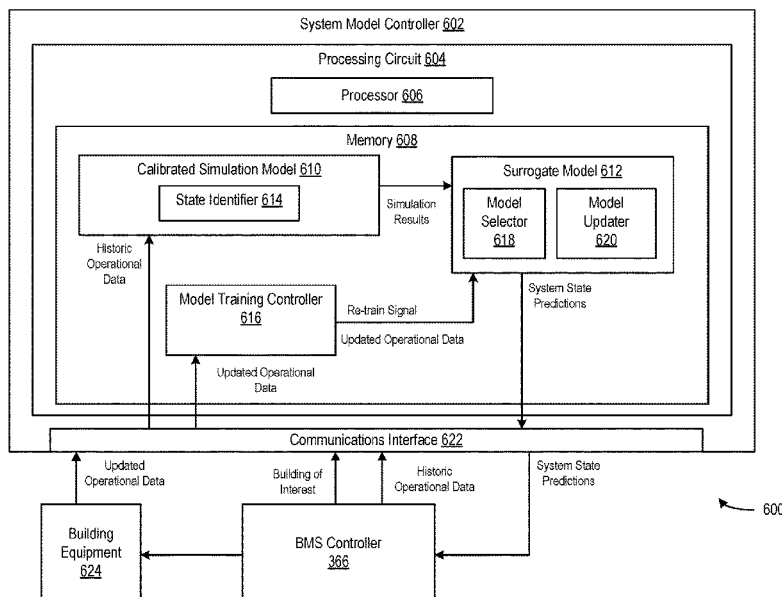 System Model Controller 602
Processing Circuit 604
Processor 606
Memory 608
Calibrated Simulation Model 610
State Identifier 614
Simulation
Results
Surrogate Model 612
Model
Selector
618
Model
Updater
620
Historic
Operational
Data
Model Training Controller
616
Re-train Signal
Updated Operational Data
System State
Predictions
Updated Operational
Data
Communications Interface 622
Updated
Operational Data
Building of
Interest
Historic
Operational Data
System State
Predictions
Building
Equipment
624
BMS Controller
366
600